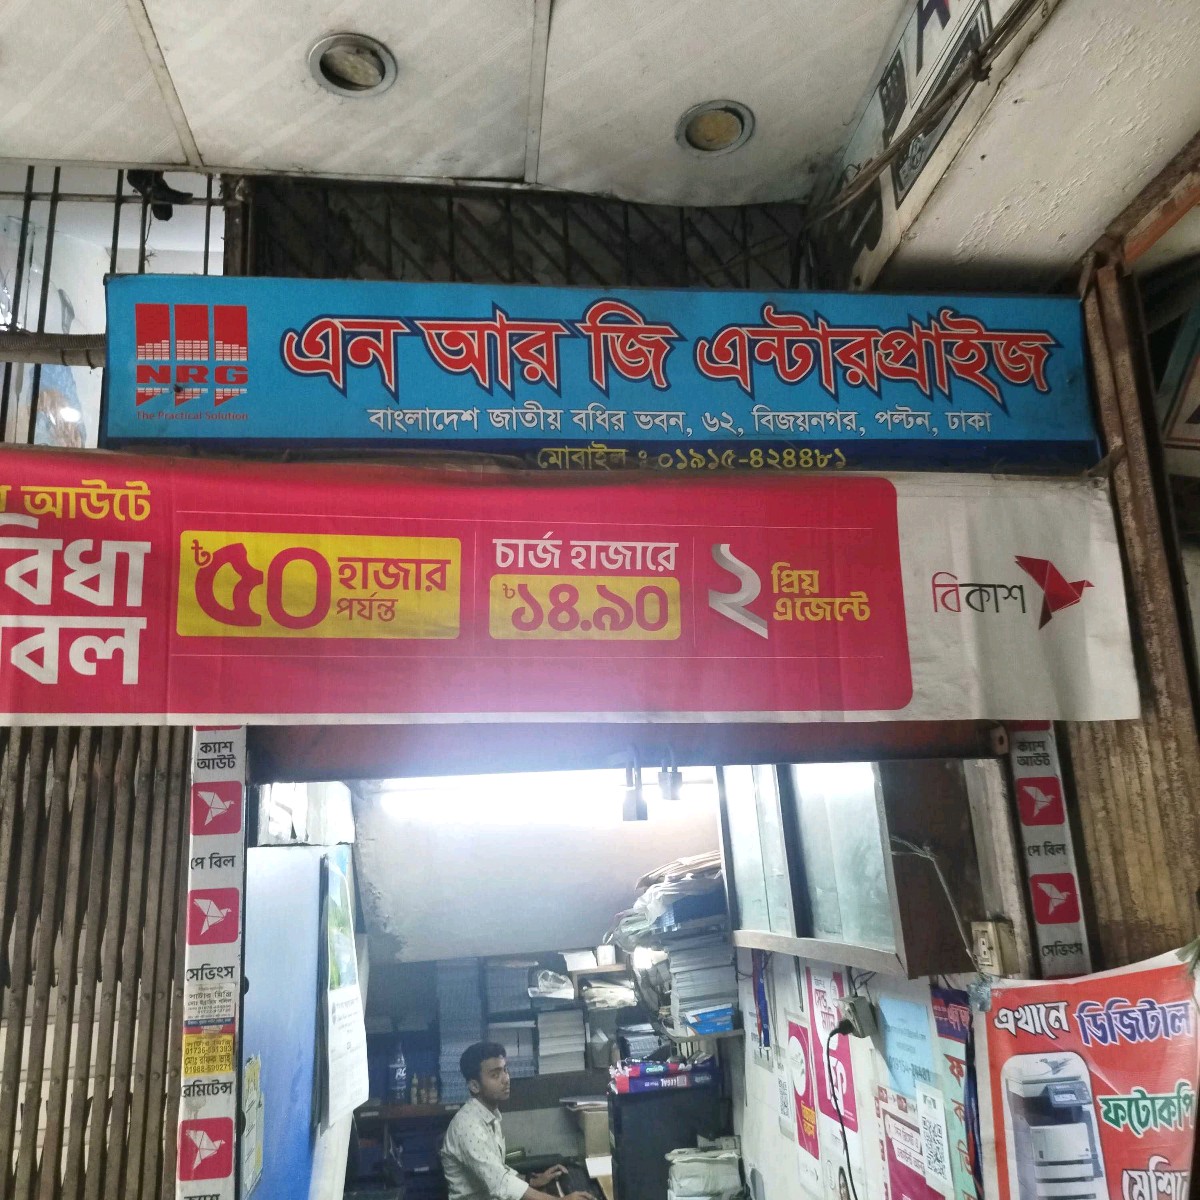 এন আর জি এন্টারপ্রাইজ
NRG
The Practical Solution
বাংলাদেশ জাতীয় বধির ভবন, ৬২, বিজয়নগর, পল্টন, ঢাকা
মোবাইল ঃ ০১৯১৫-৪২৪৪৮১
আউটে
বিধা
বল
৳৫০ হাজার পর্যন্ত
চার্জ হাজারে
৳১৪.৯০
২ প্রিয় এজেন্টে
বিকাশ
ক্যাশ
আউট
পে বিল
সেভিংস
রেমিটেন্স
ক্যাশ
আউট
পে বিল
সেভিংস
এখানে ডিজিটাল
ফটোকপি